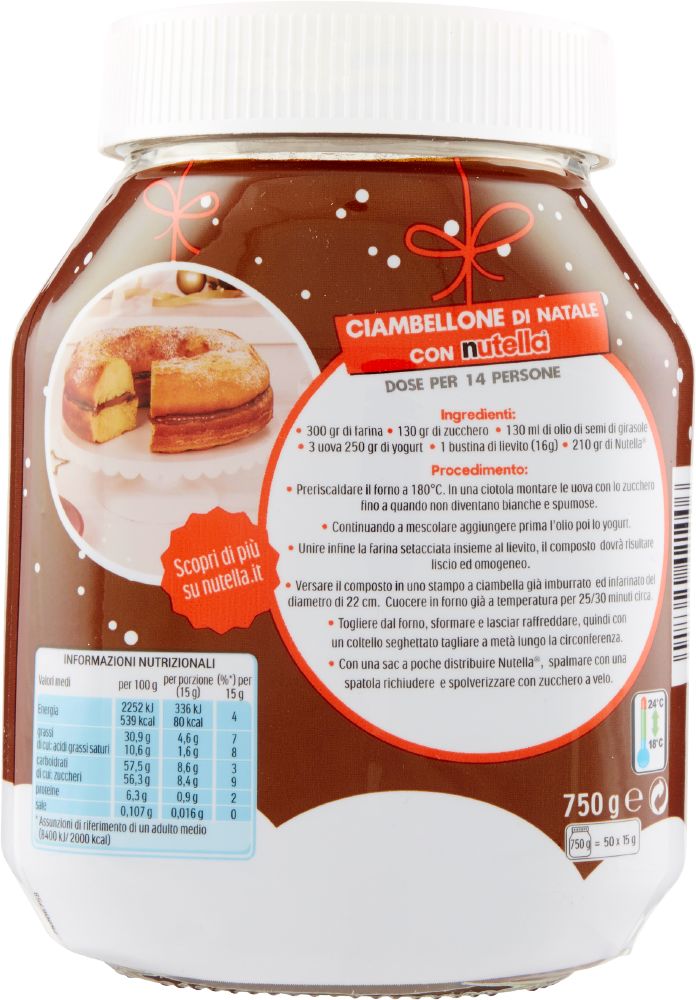 CIAMBELLONE DI NATALE
CON nutella
DOSE PER 14 PERSONE
Ingredienti:
• 300 gr di farina • 130 gr di zucchero • 130 ml di olio di semi di girasole
• 3 uova 250 gr di yogurt • 1 bustina di lievito (16g) • 210 gr di Nutella®
Procedimento:
• Preriscaldare il forno a 180°C. In una ciotola montare le uova con lo zucchero
fino a quando non diventano bianche e spumose.
• Continuando a mescolare aggiungere prima l'olio poi lo yogurt.
• Unire infine la farina setacciata insieme al lievito, il composto dovrà risultare
liscio ed omogeneo.
• Versare il composto in uno stampo a ciambella già imburrato ed infarinato del
diametro di 22 cm. Cuocere in forno già a temperatura per 25/30 minuti circa.
• Togliere dal forno, sformare e lasciar raffreddare, quindi con
un coltello seghettato tagliare a metà lungo la circonferenza.
• Con una sac a poche distribuire Nutella®, spalmare con una
spatola richiudere e spolverizzare con zucchero a velo.
Scopri di più
su nutella.it
INFORMAZIONI NUTRIZIONALI
Valori medi per 100 g per porzione (15 g) (%*) per 15 g
Energia 2252 kJ 336 kJ 4
539 kcal 80 kcal
grassi 30,9 g 4,6 g 7
di cui: acidi grassi saturi 10,6 g 1,6 g 8
carboidrati 57,5 g 8,6 g 3
di cui: zuccheri 56,3 g 8,4 g 9
proteine 6,3 g 0,9 g 2
sale 0,107 g 0,016 g 0
*Assunzioni di riferimento di un adulto medio
(8400 kJ/ 2000 kcal)
24°C
18°C
750 g e
750 g = 50 x 15 g